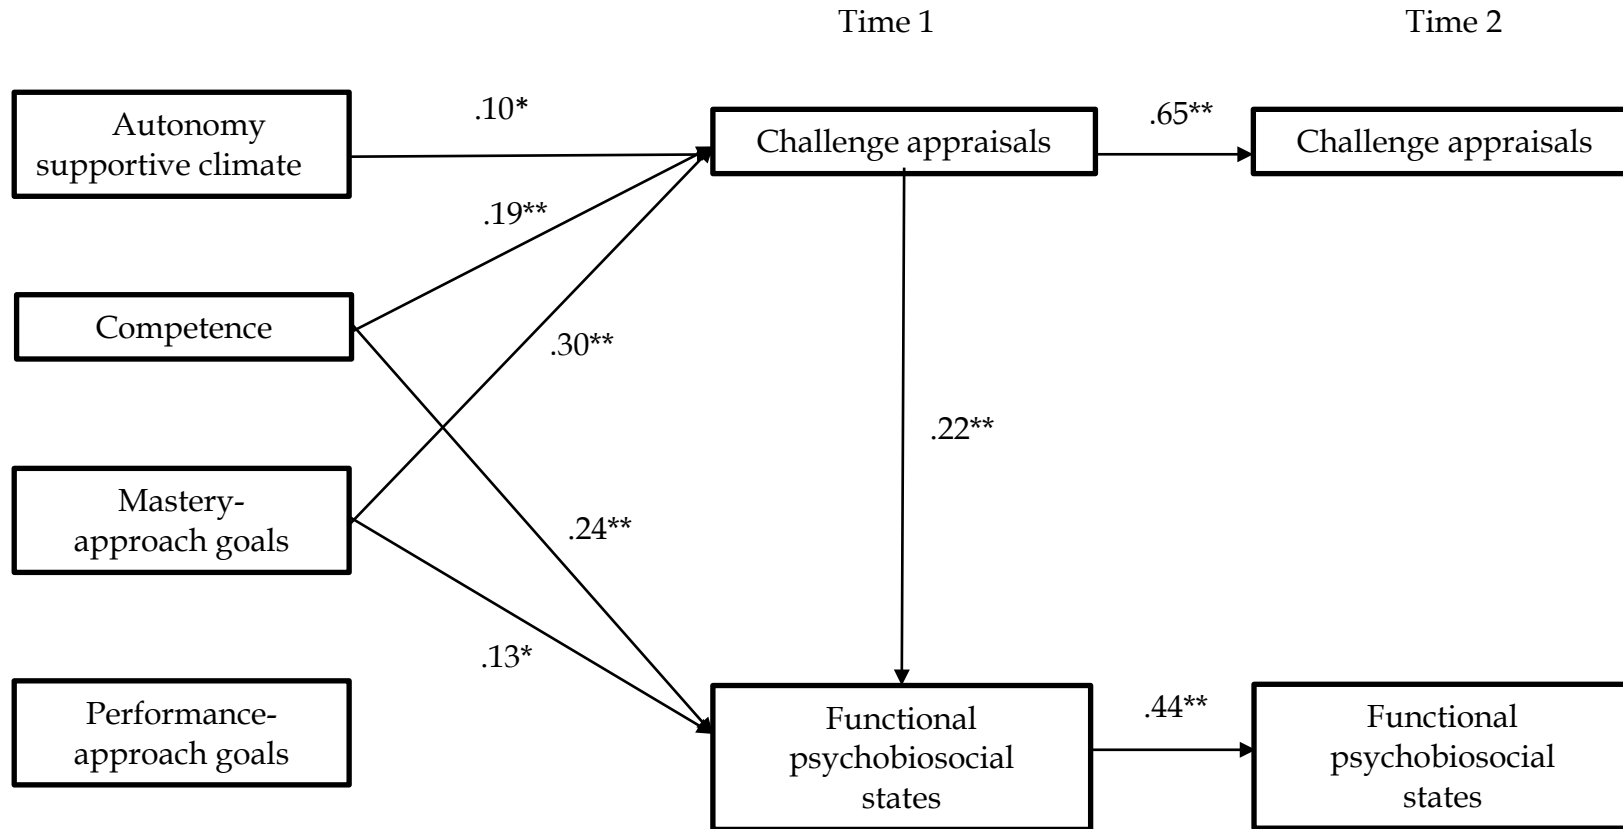 Time 1
Time 2
Autonomy
supportive climate
.10*
Challenge appraisals
.65**
Challenge appraisals
.19**
Competence
.30**
.22**
Mastery-
approach goals
.24**
.13*
Performance-
approach goals
Functional
psychobiosocial
states
.44**
Functional
psychobiosocial
states